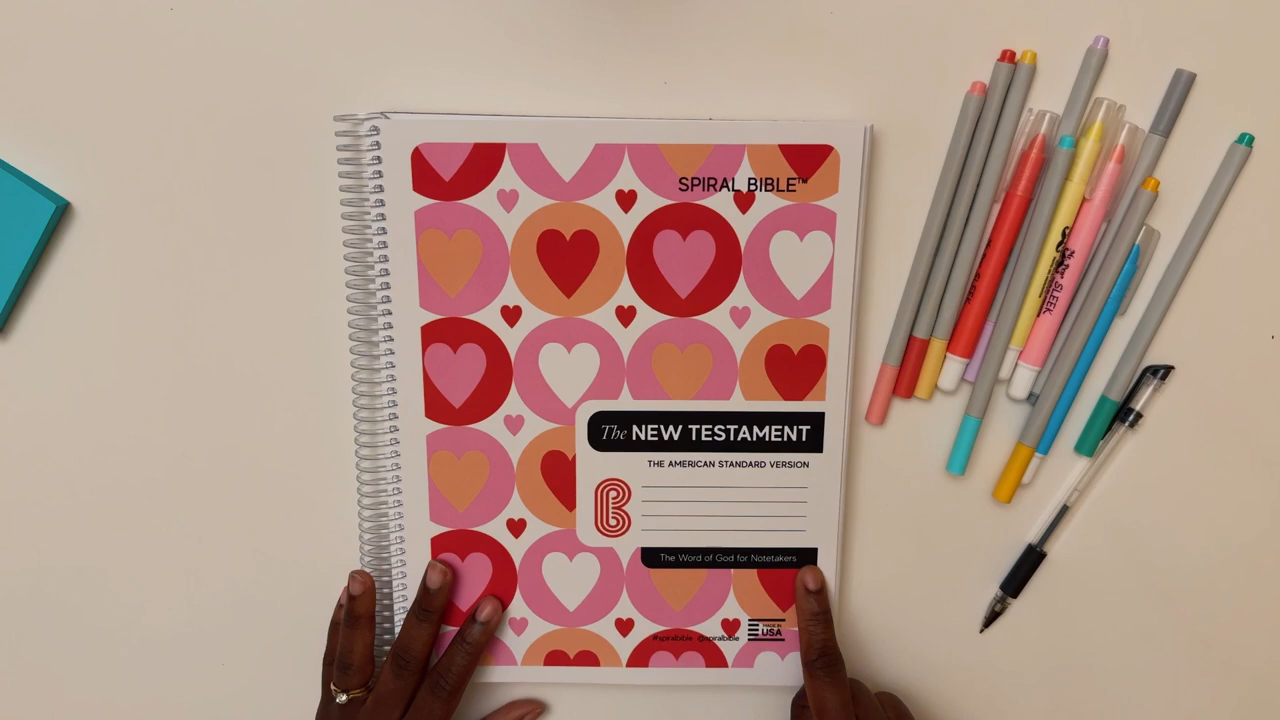 SPIRAL BIBLE™
The NEW TESTAMENT
THE AMERICAN STANDARD VERSION
B
The Word of God for Notetakers
#spiralbible @spiralbible
MADE IN
USA
SLEEK